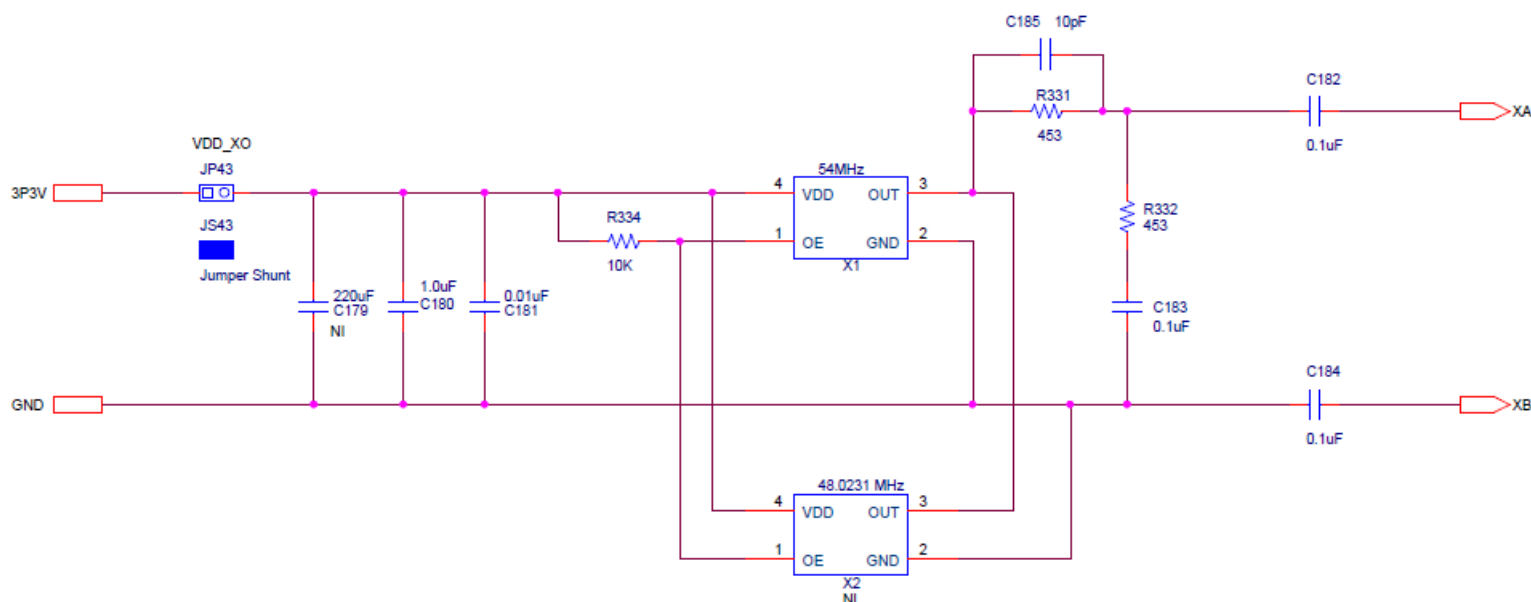 C185 10pF
R331
453
C182
0.1uF
XA
VDD_XO
JP43
3P3V
JS43
Jumper Shunt
54MHz
4 VDD OUT 3
1 OE GND 2
X1
R334
10K
R332
453
220uF
C179
NI
1.0uF
C180
0.01uF
C181
C183
0.1uF
GND
C184
0.1uF
XB
48.0231 MHz
4 VDD OUT 3
1 OE GND 2
X2
NI